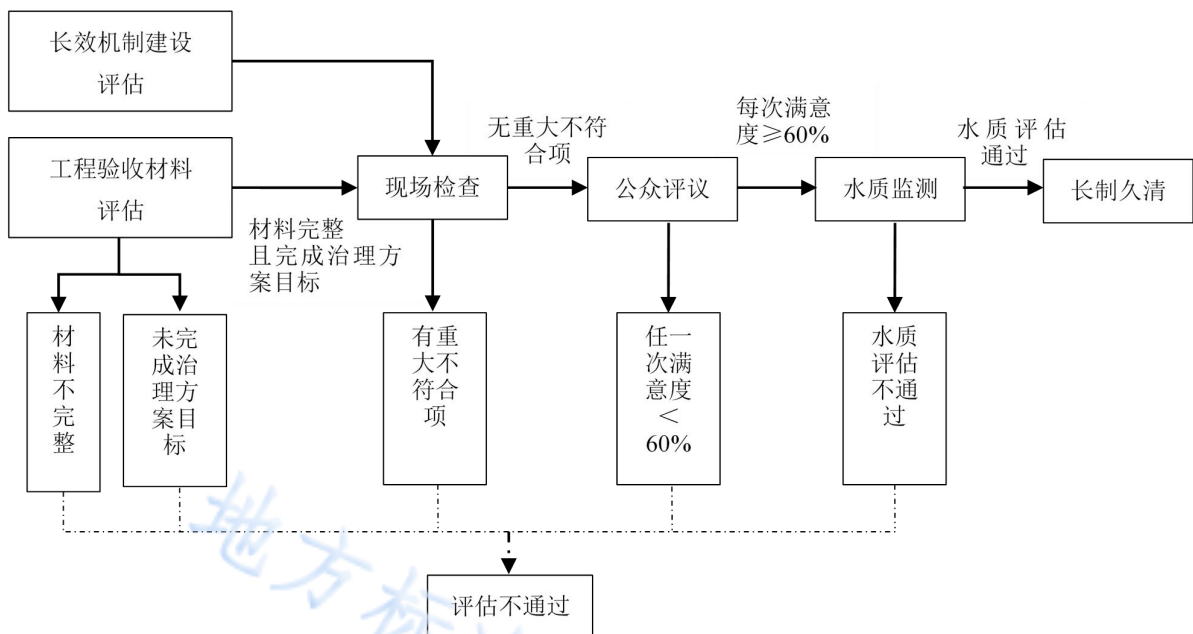 长效机制建设
评估
工程验收材料
评估
现场检查
无重大不符
合项
公众评议
每次满意
度≥60%
水质监测
水质评估
通过
长制久清
材料完整
且完成治理方
案目标
材
料
不
完
整
未完
成治
理方
案目
标
有重
大不
符合
项
任一
次满
意度
＜
60%
水质
评估
不通
过
评估不通过
地方标